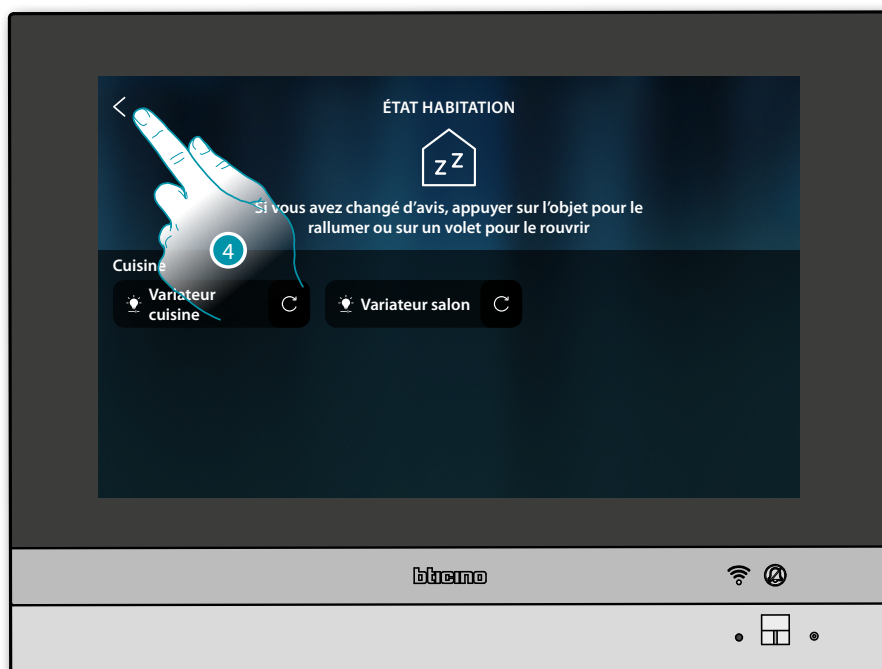 ÉTAT HABITATION
z Z
Si vous avez changé d'avis, appuyer sur l'objet pour le
rallumer ou sur un volet pour le rouvrir
4
Cuisine
Variateur
cuisine
Variateur salon
bticino